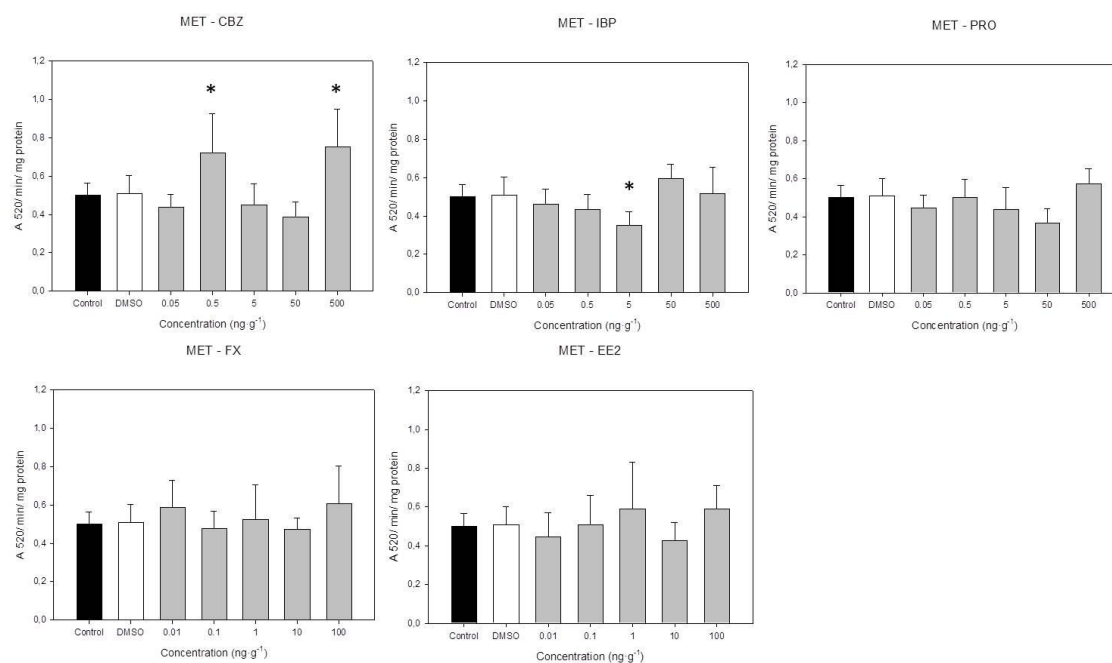 MET - CBZ
1,2
1,0
0,8
0,6
0,4
0,2
0,0
A 520/ min/ mg protein
* *
Control DMSO 0.05 0.5 5 50 500
Concentration (ng·g⁻¹)
MET - IBP
1,2
1,0
0,8
0,6
0,4
0,2
0,0
A 520/ min/ mg protein
*
Control DMSO 0.05 0.5 5 50 500
Concentration (ng·g⁻¹)
MET - PRO
1,2
1,0
0,8
0,6
0,4
0,2
0,0
A 520/ min/ mg protein
Control DMSO 0.05 0.5 5 50 500
Concentration (ng·g⁻¹)
MET - FX
1,2
1,0
0,8
0,6
0,4
0,2
0,0
A 520/ min/ mg protein
Control DMSO 0.01 0.1 1 10 100
Concentration (ng·g⁻¹)
MET - EE2
1,2
1,0
0,8
0,6
0,4
0,2
0,0
A 520/ min/ mg protein
Control DMSO 0.01 0.1 1 10 100
Concentration (ng·g⁻¹)